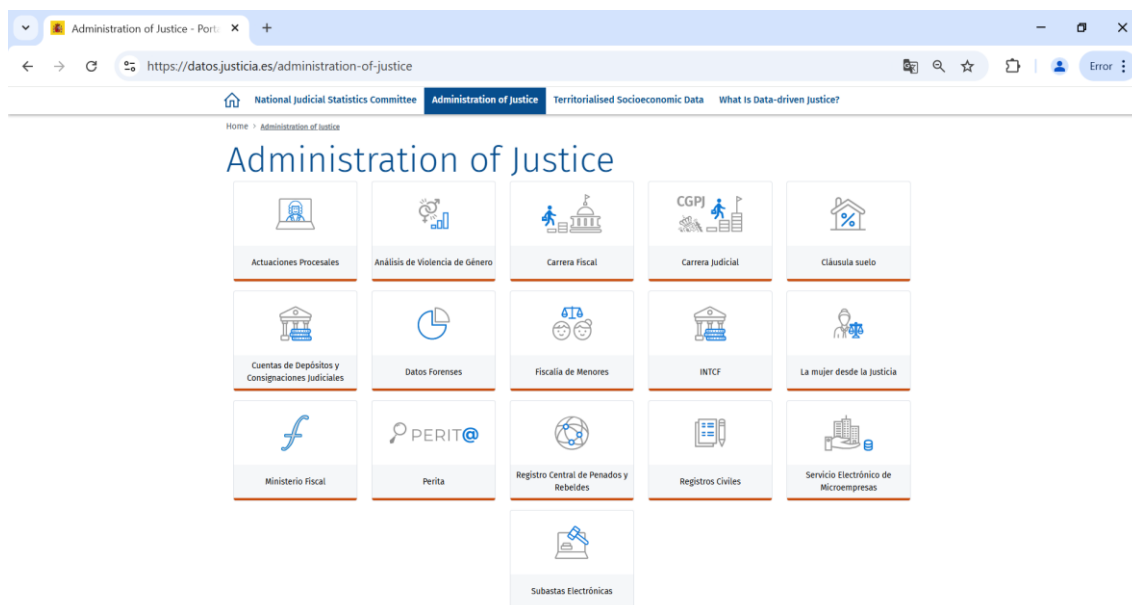 Administration of Justice - Port
https://datos.justicia.es/administration-of-justice
Error
National Judicial Statistics Committee
Administration of Justice
Territorialised Socioeconomic Data
What Is Data-driven Justice?
Home > Administration of Justice
Administration of Justice
CGPJ
Actuaciones Procesales
Análisis de Violencia de Género
Carrera Fiscal
Carrera Judicial
Cláusula suelo
Cuentas de Depósitos y
Consignaciones Judiciales
Datos Forenses
Fiscalía de Menores
INTCF
La mujer desde la Justicia
PERIT@
Ministerio Fiscal
Perita
Registro Central de Penados y
Rebeldes
Registros Civiles
Servicio Electrónico de
Microempresas
Subastas Electrónicas